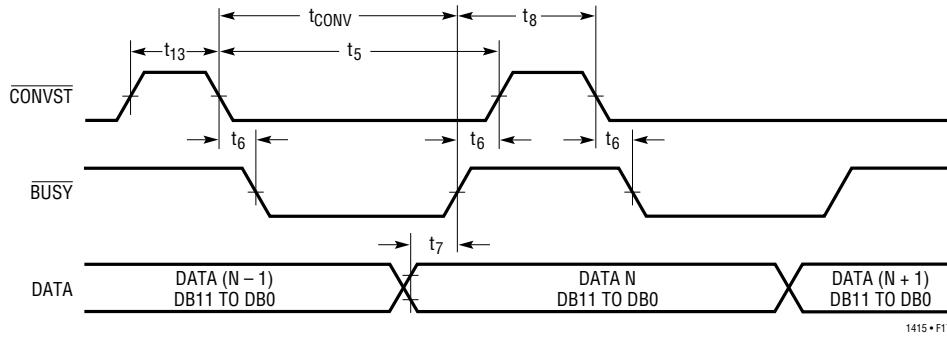 tCONV
t8
t13
t5
CONVST
t6
t6
t6
BUSY
t7
DATA
DATA (N – 1)
DB11 TO DB0
DATA N
DB11 TO DB0
DATA (N + 1)
DB11 TO DB0
1415 • F17